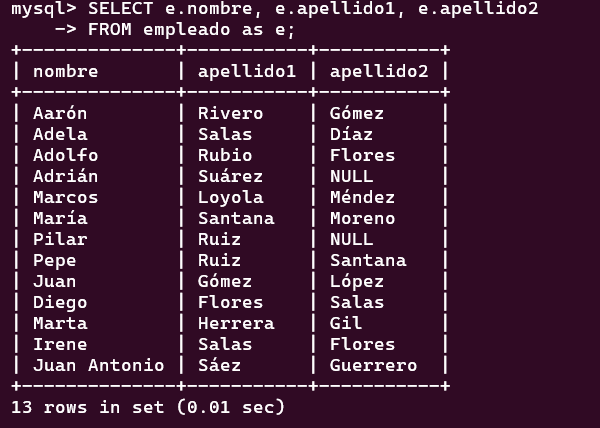 mysql> SELECT e.nombre, e.apellido1, e.apellido2
    -> FROM empleado as e;
+--------------+-----------+-----------+
| nombre       | apellido1 | apellido2 |
+--------------+-----------+-----------+
| Aarón        | Rivero    | Gómez     |
| Adela        | Salas     | Díaz      |
| Adolfo       | Rubio     | Flores    |
| Adrián       | Suárez    | NULL      |
| Marcos       | Loyola    | Méndez    |
| María        | Santana   | Moreno    |
| Pilar        | Ruiz      | NULL      |
| Pepe         | Ruiz      | Santana   |
| Juan         | Gómez     | López     |
| Diego        | Flores    | Salas     |
| Marta        | Herrera   | Gil       |
| Irene        | Salas     | Flores    |
| Juan Antonio | Sáez      | Guerrero  |
+--------------+-----------+-----------+
13 rows in set (0.01 sec)